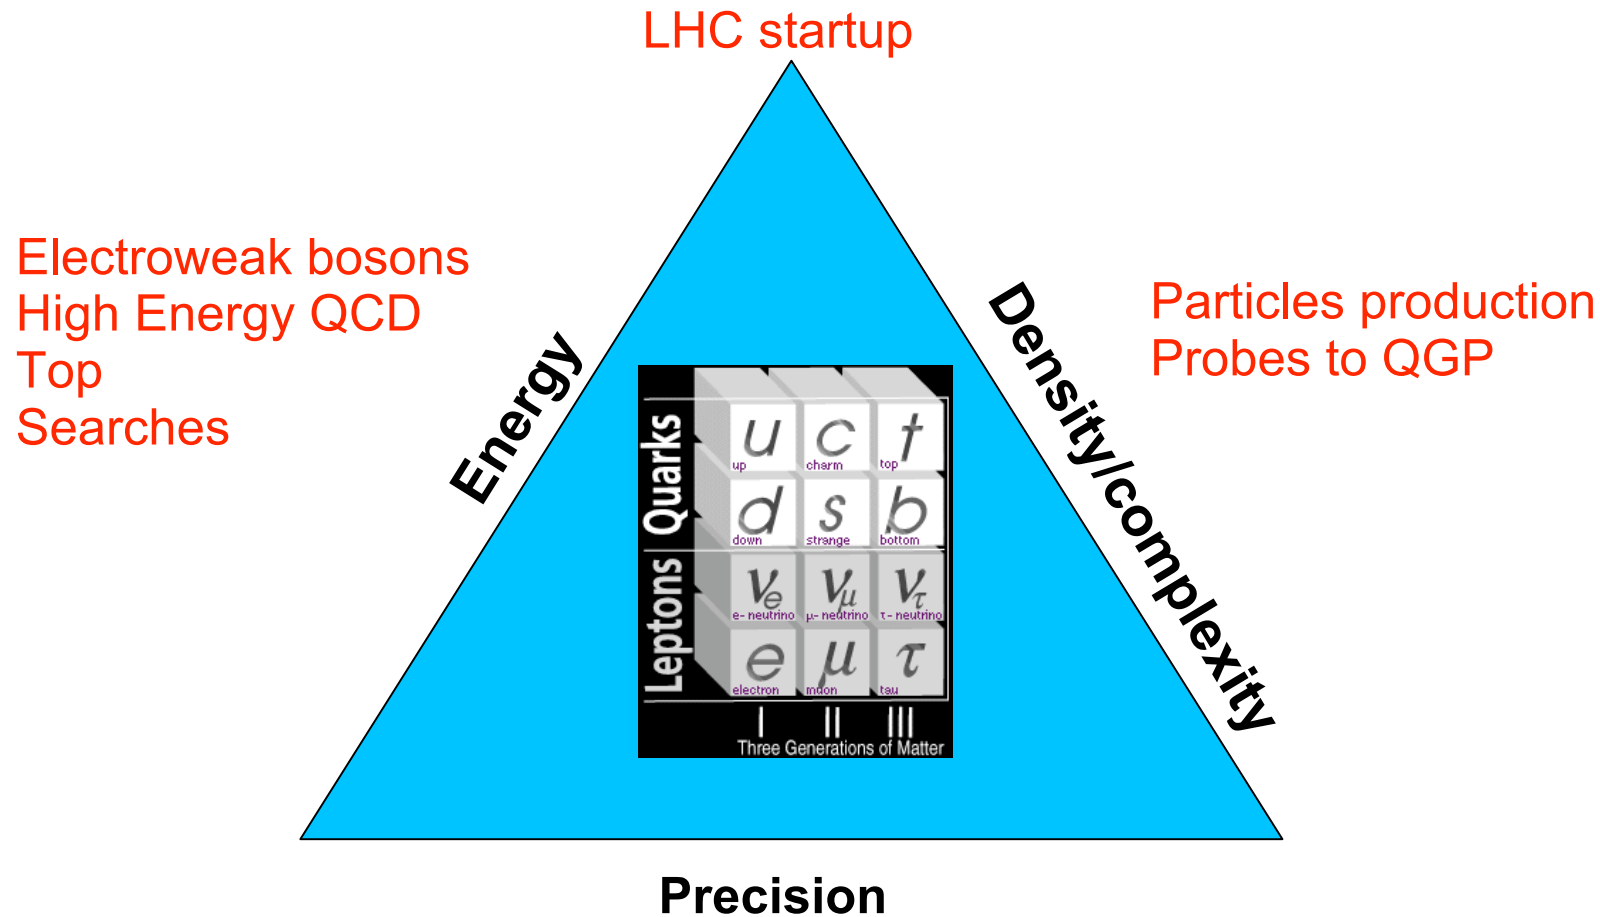 LHC startup
Electroweak bosons
High Energy QCD
Top
Searches
Energy
Density/complexity
Particles production
Probes to QGP
Quarks
u c t
up charm top
d s b
down strange bottom
Leptons
νe νμ ντ
e- neutrino μ- neutrino τ- neutrino
e μ τ
electron muon tau
I II III
Three Generations of Matter
Precision